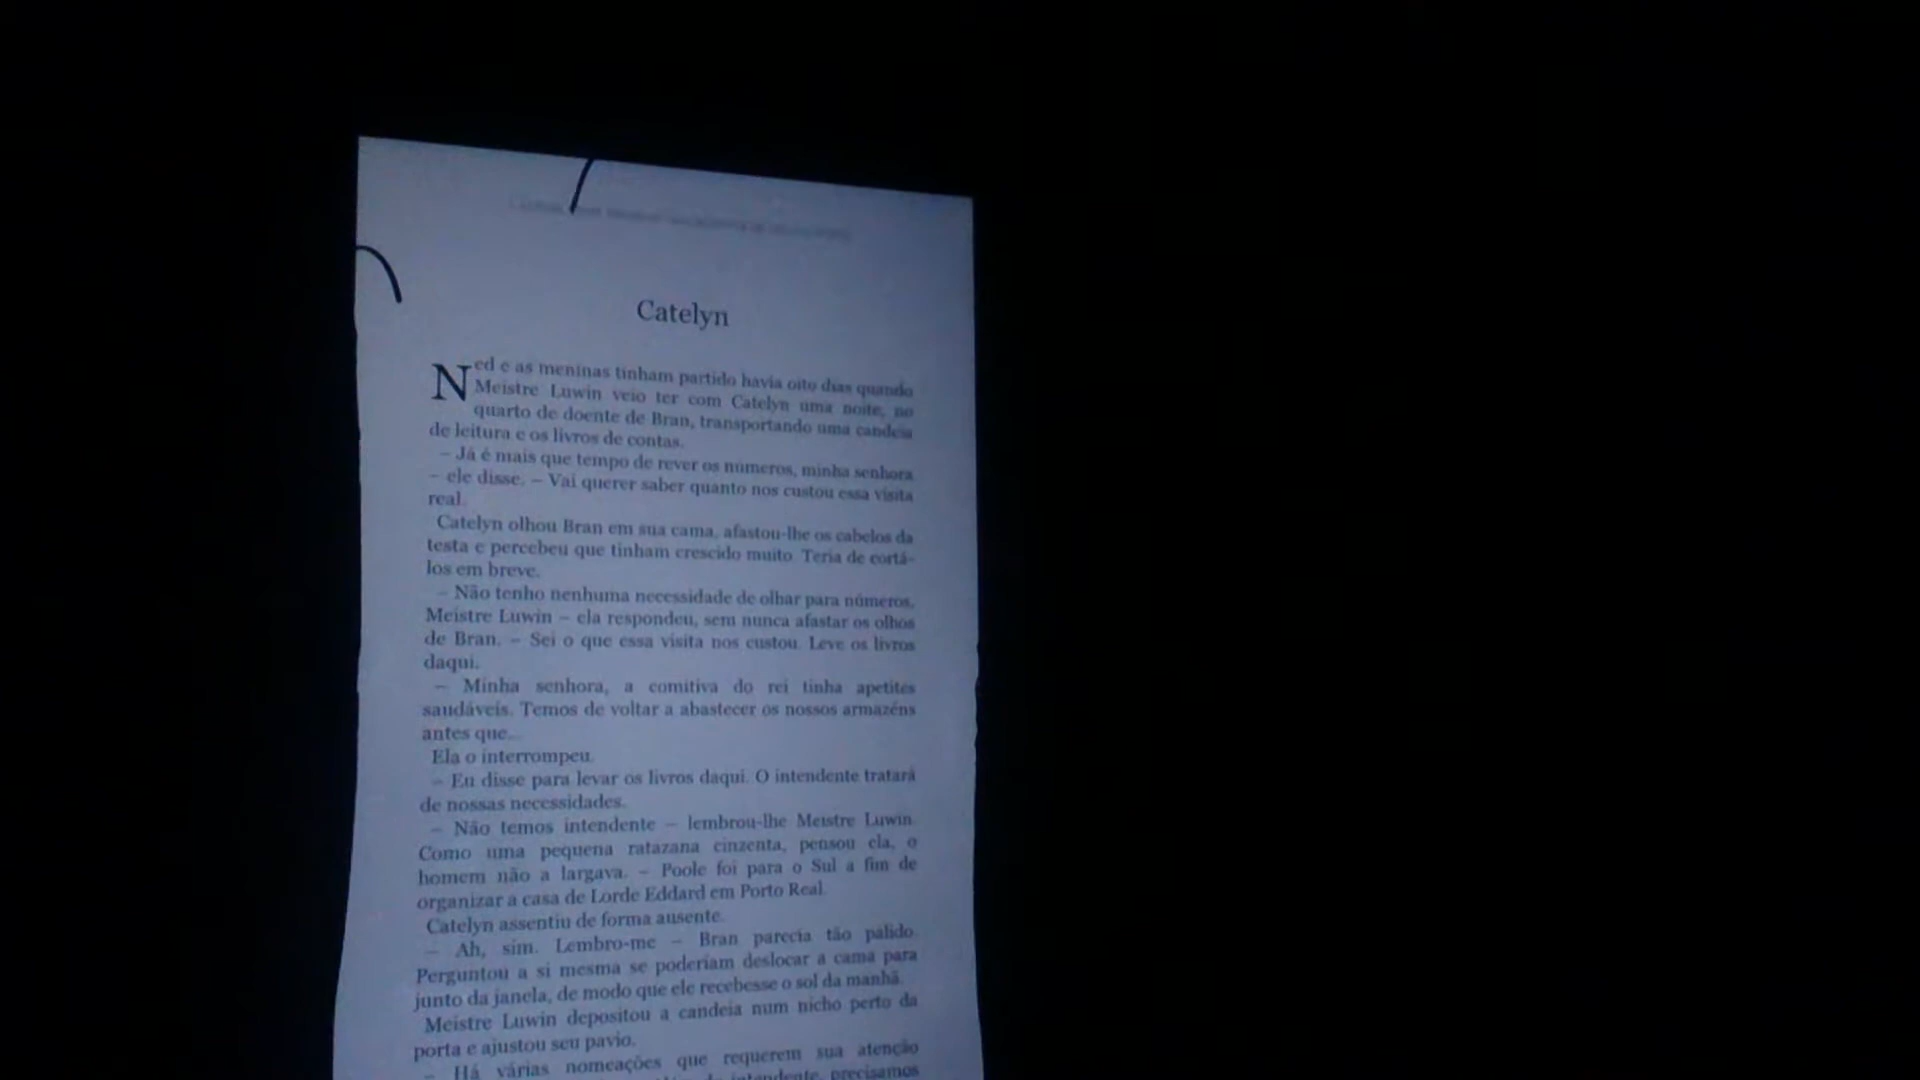 Catelyn
Ned e as meninas tinham partido havia oito dias quando
Meistre Luwin veio ter com Catelyn uma noite, no
quarto de doente de Bran, transportando uma candeia
de leitura e os livros de contas.
– Já é mais que tempo de rever os números, minha senhora
– ele disse. – Vai querer saber quanto nos custou essa visita
real.
Catelyn olhou Bran em sua cama, afastou-lhe os cabelos da
testa e percebeu que tinham crescido muito. Teria de cortá-
los em breve.
– Não tenho nenhuma necessidade de olhar para números,
Meistre Luwin – ela respondeu, sem nunca afastar os olhos
de Bran. – Sei o que essa visita nos custou. Leve os livros
daqui.
– Minha senhora, a comitiva do rei tinha apetites
saudáveis. Temos de voltar a abastecer os nossos armazéns
antes que...
Ela o interrompeu.
– Eu disse para levar os livros daqui. O intendente tratará
de nossas necessidades.
– Não temos intendente – lembrou-lhe Meistre Luwin.
Como uma pequena ratazana cinzenta, pensou ela, o
homem não a largava. – Poole foi para o Sul a fim de
organizar a casa de Lorde Eddard em Porto Real.
Catelyn assentiu de forma ausente.
– Ah, sim. Lembro-me – Bran parecia tão pálido.
Perguntou a si mesma se poderiam deslocar a cama para
junto da janela, de modo que ele recebesse o sol da manhã.
Meistre Luwin depositou a candeia num nicho perto da
porta e ajustou seu pavio.
– Há várias nomeações que requerem sua atenção
intendente, precisamos